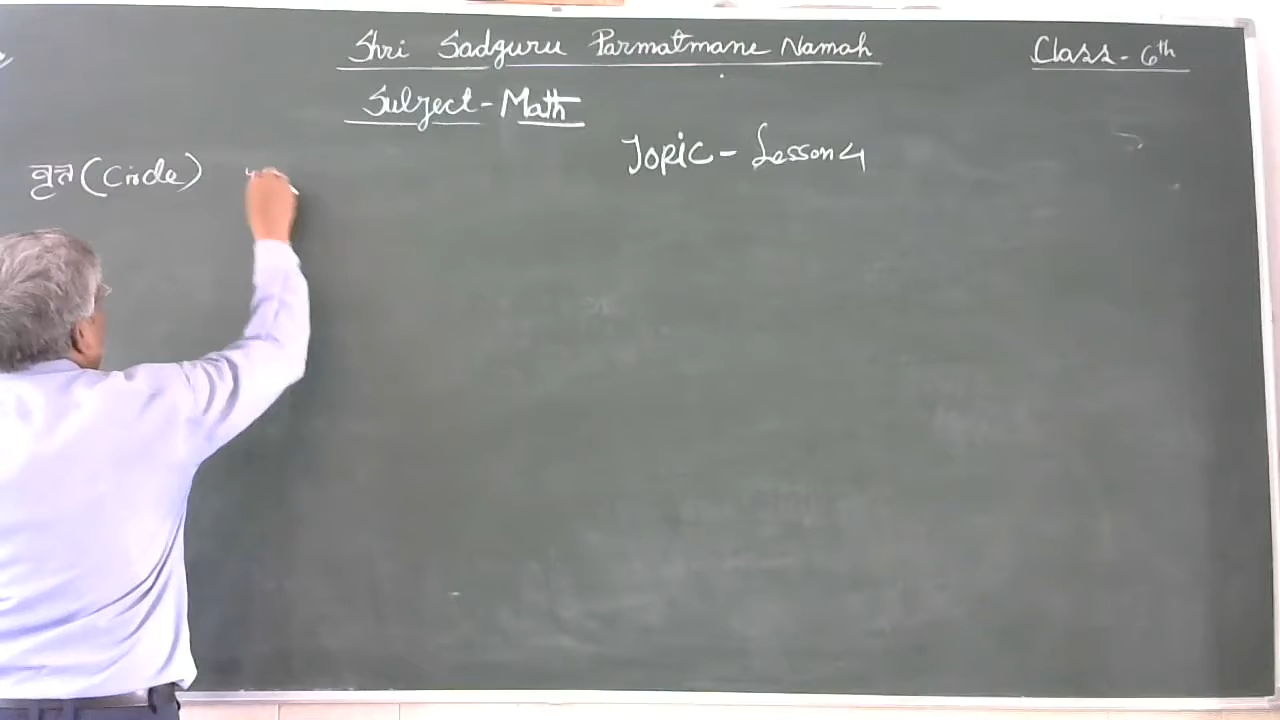 Shri Sadguru Parmatmane Namah
Class - 6th
Subject - Math
Topic - Lesson 4
वृत (Circle)